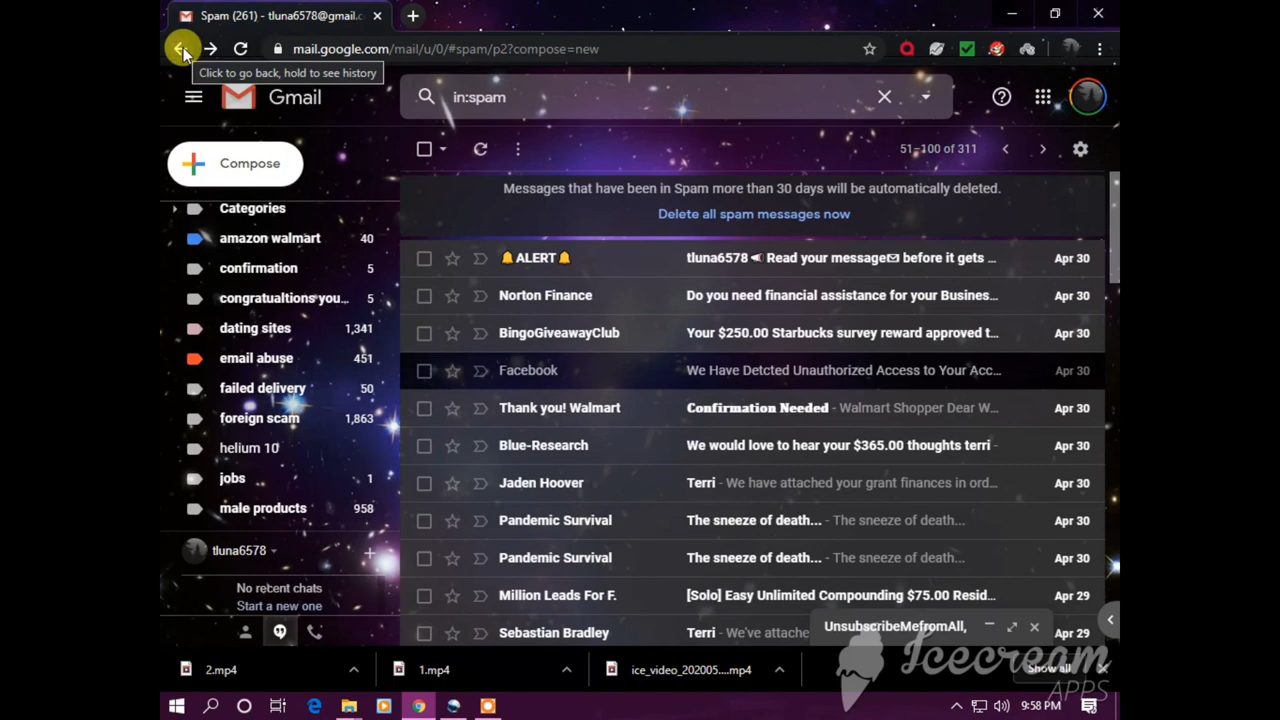 Spam (261) - tluna6578@gmail.c
mail.google.com/mail/u/0/#spam/p2?compose=new
Click to go back, hold to see history
Gmail
in:spam
Compose
51–100 of 311
Messages that have been in Spam more than 30 days will be automatically deleted.
Delete all spam messages now
Categories
amazon walmart 40
confirmation 5
congratualtions you... 5
dating sites 1,341
email abuse 451
failed delivery 50
foreign scam 1,863
helium 10
jobs 1
male products 958
tluna6578
No recent chats
Start a new one
🔔ALERT🔔 tluna6578 📢 Read your message✉ before it gets ... Apr 30
Norton Finance Do you need financial assistance for your Busines... Apr 30
BingoGiveawayClub Your $250.00 Starbucks survey reward approved t... Apr 30
Facebook We Have Detcted Unauthorized Access to Your Acc... Apr 30
Thank you! Walmart Confirmation Needed - Walmart Shopper Dear W... Apr 30
Blue-Research We would love to hear your $365.00 thoughts terri - Apr 30
Jaden Hoover Terri - We have attached your grant finances in ord... Apr 30
Pandemic Survival The sneeze of death... - The sneeze of death... Apr 30
Pandemic Survival The sneeze of death... - The sneeze of death... Apr 30
Million Leads For F. [Solo] Easy Unlimited Compounding $75.00 Resid... Apr 29
Sebastian Bradley Terri - We've attache Apr 29
UnsubscribeMefromAll,
2.mp4
1.mp4
ice_video_202005....mp4
Show all
Icecream
APPS
9:58 PM